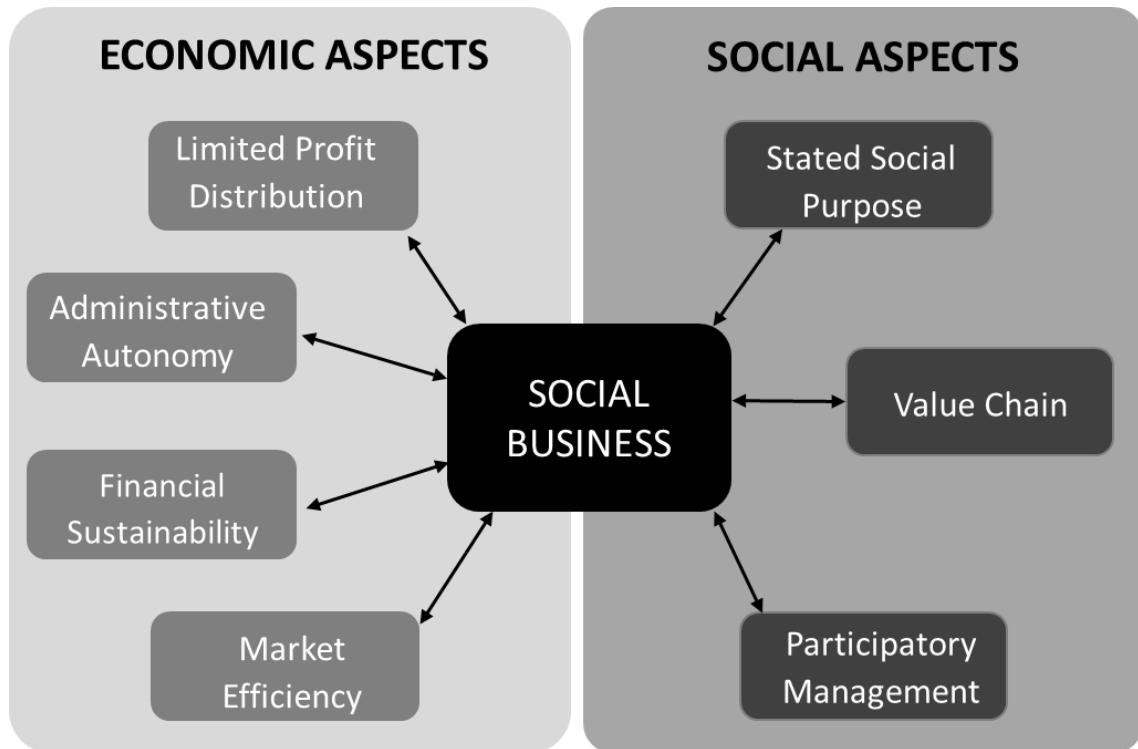 ECONOMIC ASPECTS
Limited Profit
Distribution
Administrative
Autonomy
Financial
Sustainability
Market
Efficiency
SOCIAL
BUSINESS
SOCIAL ASPECTS
Stated Social
Purpose
Value Chain
Participatory
Management